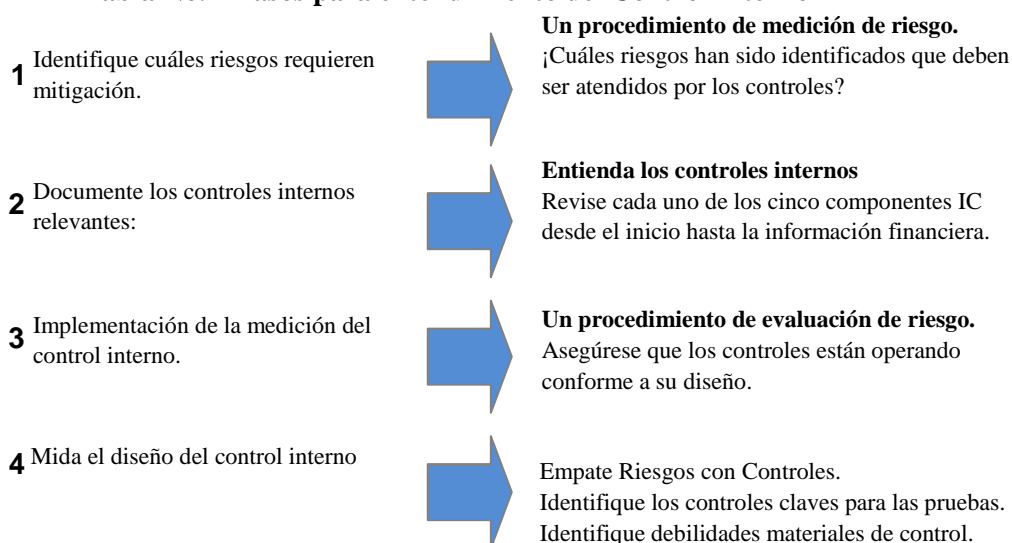 1 Identifique cuáles riesgos requieren
mitigación.
Un procedimiento de medición de riesgo.
¡Cuáles riesgos han sido identificados que deben
ser atendidos por los controles?
2 Documente los controles internos
relevantes:
Entienda los controles internos
Revise cada uno de los cinco componentes IC
desde el inicio hasta la información financiera.
3 Implementación de la medición del
control interno.
Un procedimiento de evaluación de riesgo.
Asegúrese que los controles están operando
conforme a su diseño.
4 Mida el diseño del control interno
Empate Riesgos con Controles.
Identifique los controles claves para las pruebas.
Identifique debilidades materiales de control.